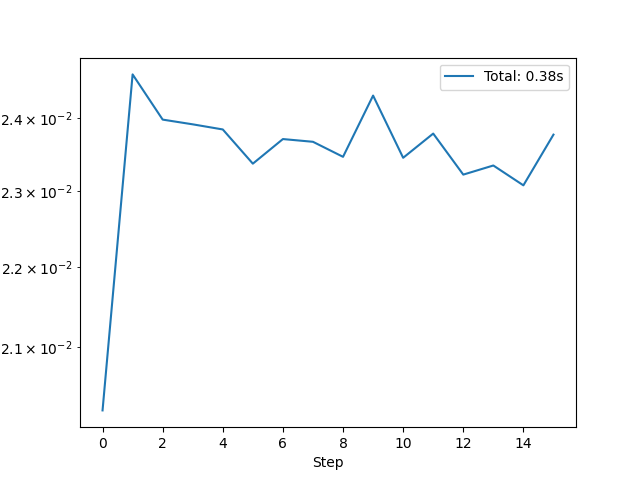 Total: 0.38s
2.4 × 10⁻²
2.3 × 10⁻²
2.2 × 10⁻²
2.1 × 10⁻²
0 2 4 6 8 10 12 14
Step